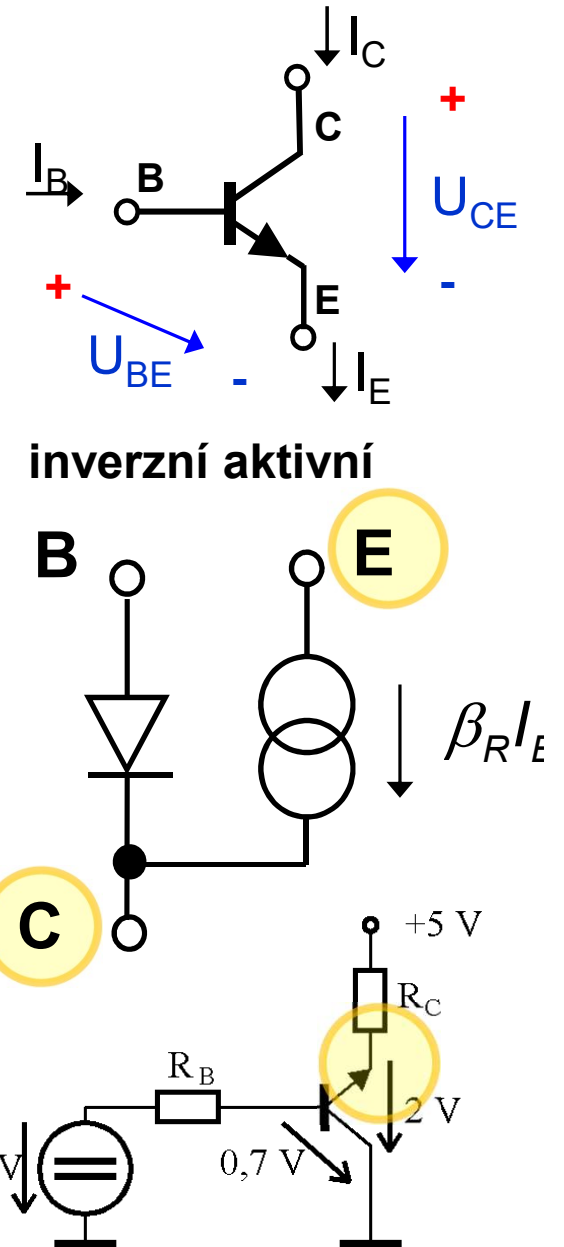 I_C
+
C
I_B
B
U_CE
+
-
E
U_BE
-
I_E
inverzní aktivní
B
E
β_R I
C
+5 V
R_C
R_B
2 V
V
0,7 V